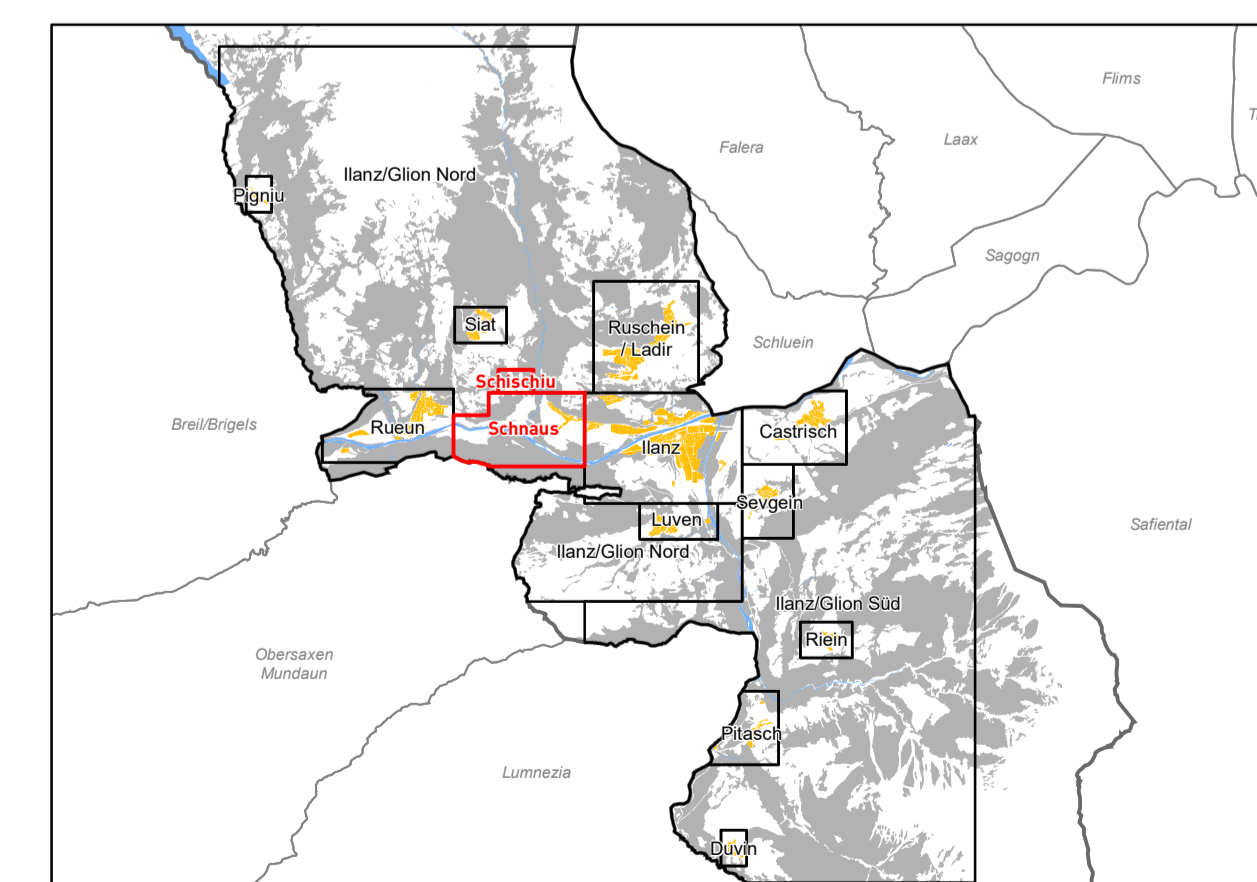 Flims
T
Falera
Laax
Ilanz/Glion Nord
Pigniu
Sagogn
Siat
Ruschein
/ Ladir
Schluein
Schischiu
Breil/Brigels
Rueun
Schnaus
Ilanz
Castrisch
Sevgein
Luven
Safiental
Ilanz/Glion Nord
Ilanz/Glion Süd
Riein
Obersaxen
Mundaun
Pitasch
Lumnezia
Duvin